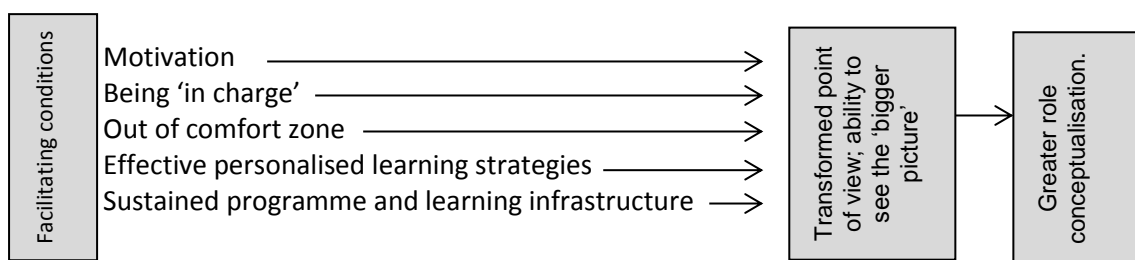 Facilitating conditions
Motivation
Being ‘in charge’
Out of comfort zone
Effective personalised learning strategies
Sustained programme and learning infrastructure
Transformed point
of view; ability to
see the ‘bigger
picture’
Greater role
conceptualisation.